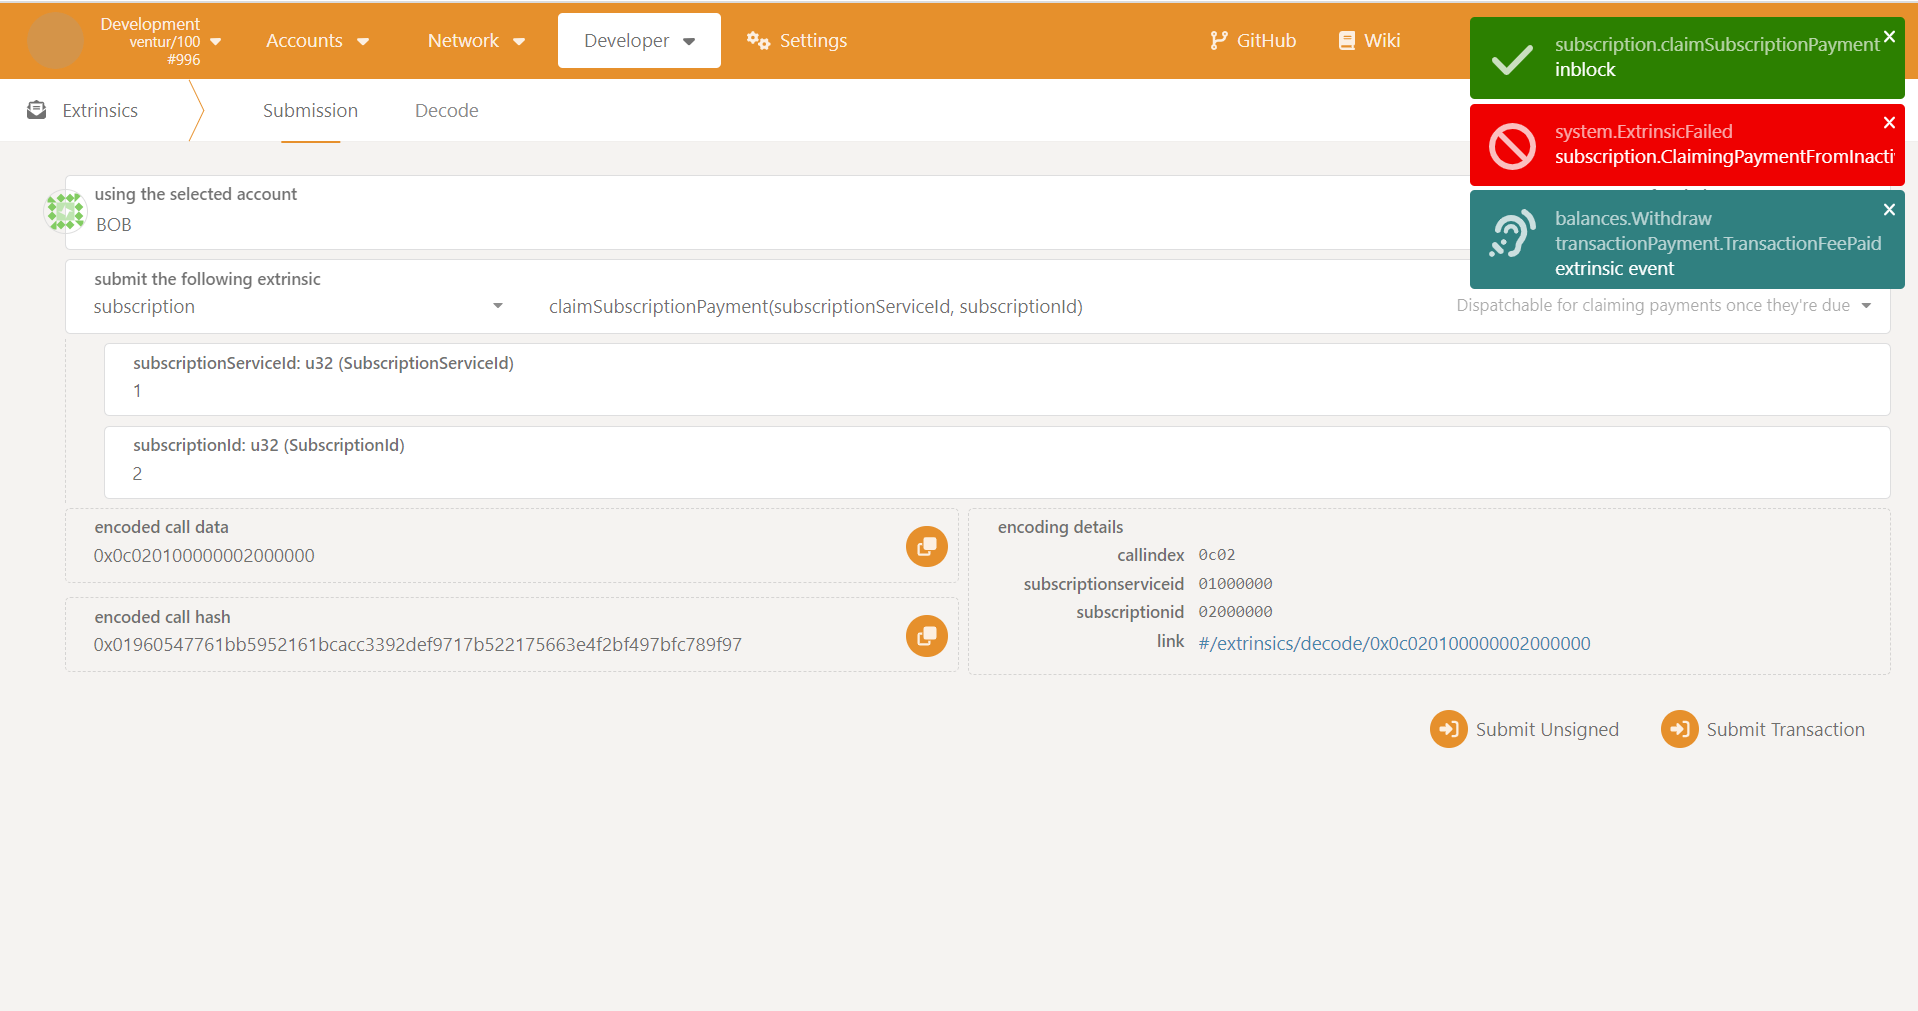 Development
ventur/100
#996
Accounts
Network
Developer
Settings
GitHub
Wiki
subscription.claimSubscriptionPayment
inblock
system.ExtrinsicFailed
subscription.ClaimingPaymentFromInacti
balances.Withdraw
transactionPayment.TransactionFeePaid
extrinsic event
Extrinsics
Submission
Decode
using the selected account
BOB
submit the following extrinsic
subscription
claimSubscriptionPayment(subscriptionServiceId, subscriptionId)
Dispatchable for claiming payments once they're due
subscriptionServiceId: u32 (SubscriptionServiceId)
1
subscriptionId: u32 (SubscriptionId)
2
encoded call data
0x0c020100000002000000
encoded call hash
0x01960547761bb5952161bcacc3392def9717b522175663e4f2bf497bfc789f97
encoding details
callindex 0c02
subscriptionserviceid 01000000
subscriptionid 02000000
link #/extrinsics/decode/0x0c020100000002000000
Submit Unsigned
Submit Transaction